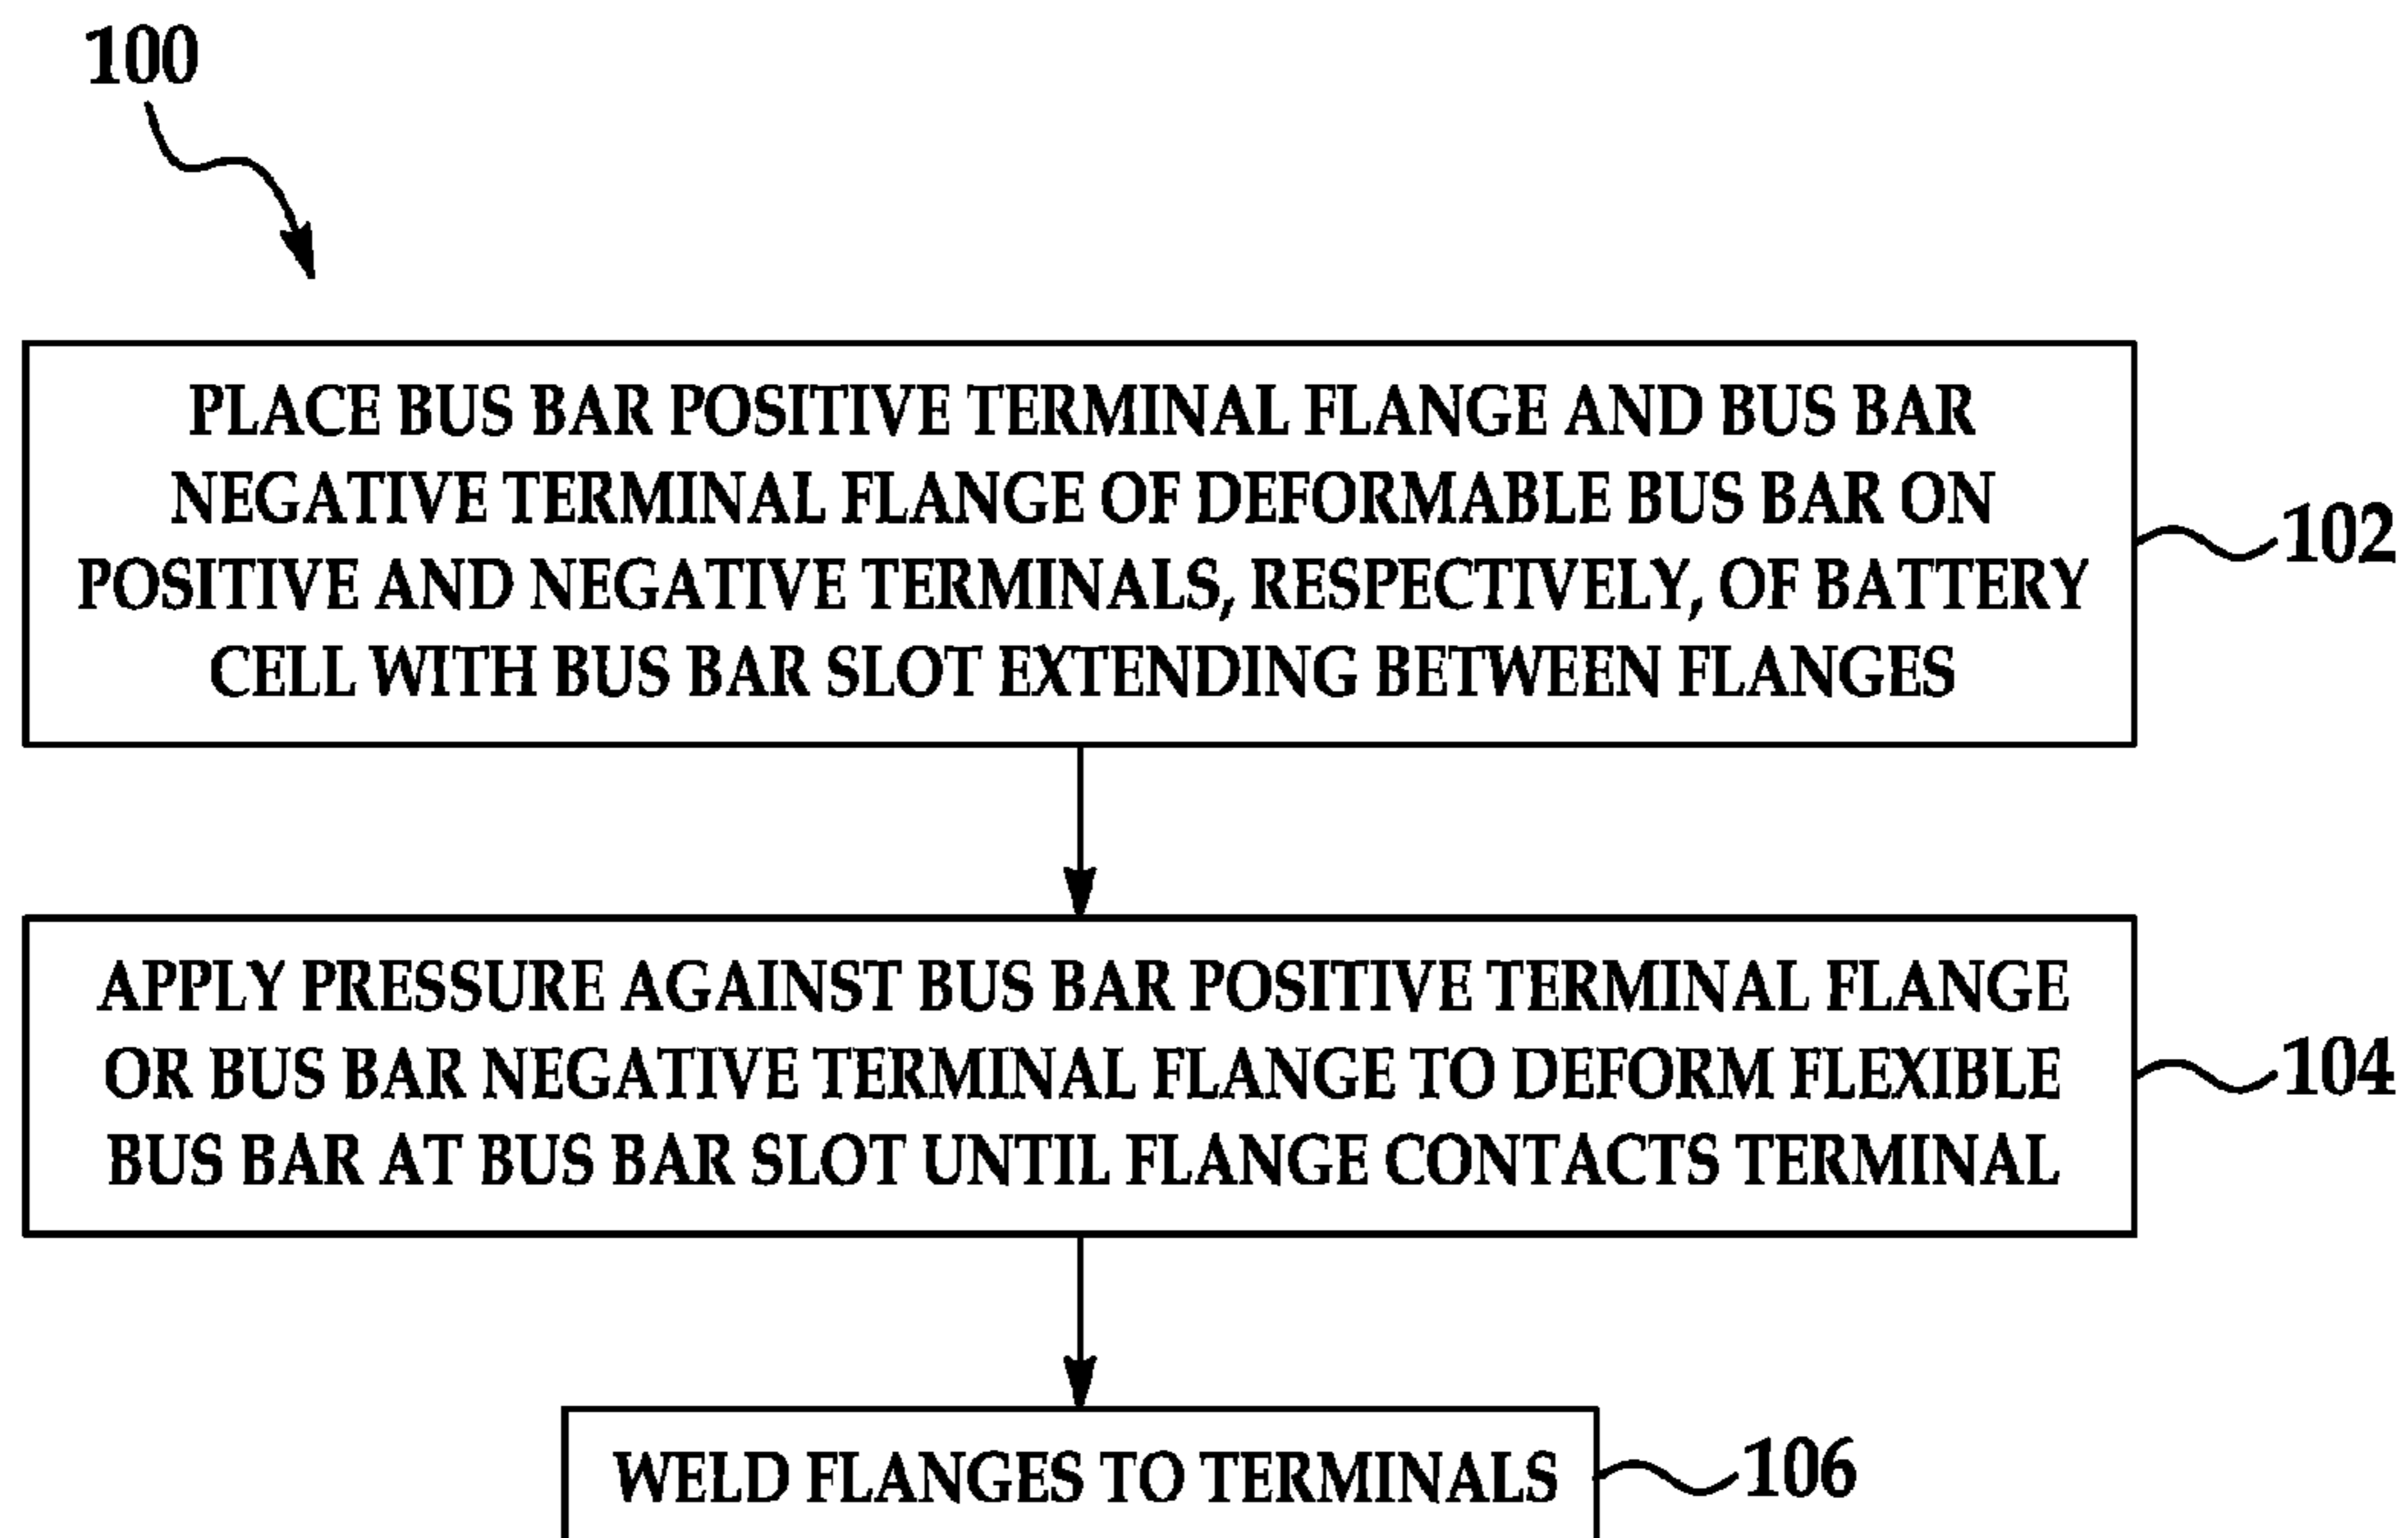 100
PLACE BUS BAR POSITIVE TERMINAL FLANGE AND BUS BAR
NEGATIVE TERMINAL FLANGE OF DEFORMABLE BUS BAR ON
POSITIVE AND NEGATIVE TERMINALS, RESPECTIVELY, OF BATTERY
CELL WITH BUS BAR SLOT EXTENDING BETWEEN FLANGES
102
APPLY PRESSURE AGAINST BUS BAR POSITIVE TERMINAL FLANGE
OR BUS BAR NEGATIVE TERMINAL FLANGE TO DEFORM FLEXIBLE
BUS BAR AT BUS BAR SLOT UNTIL FLANGE CONTACTS TERMINAL
104
WELD FLANGES TO TERMINALS
106